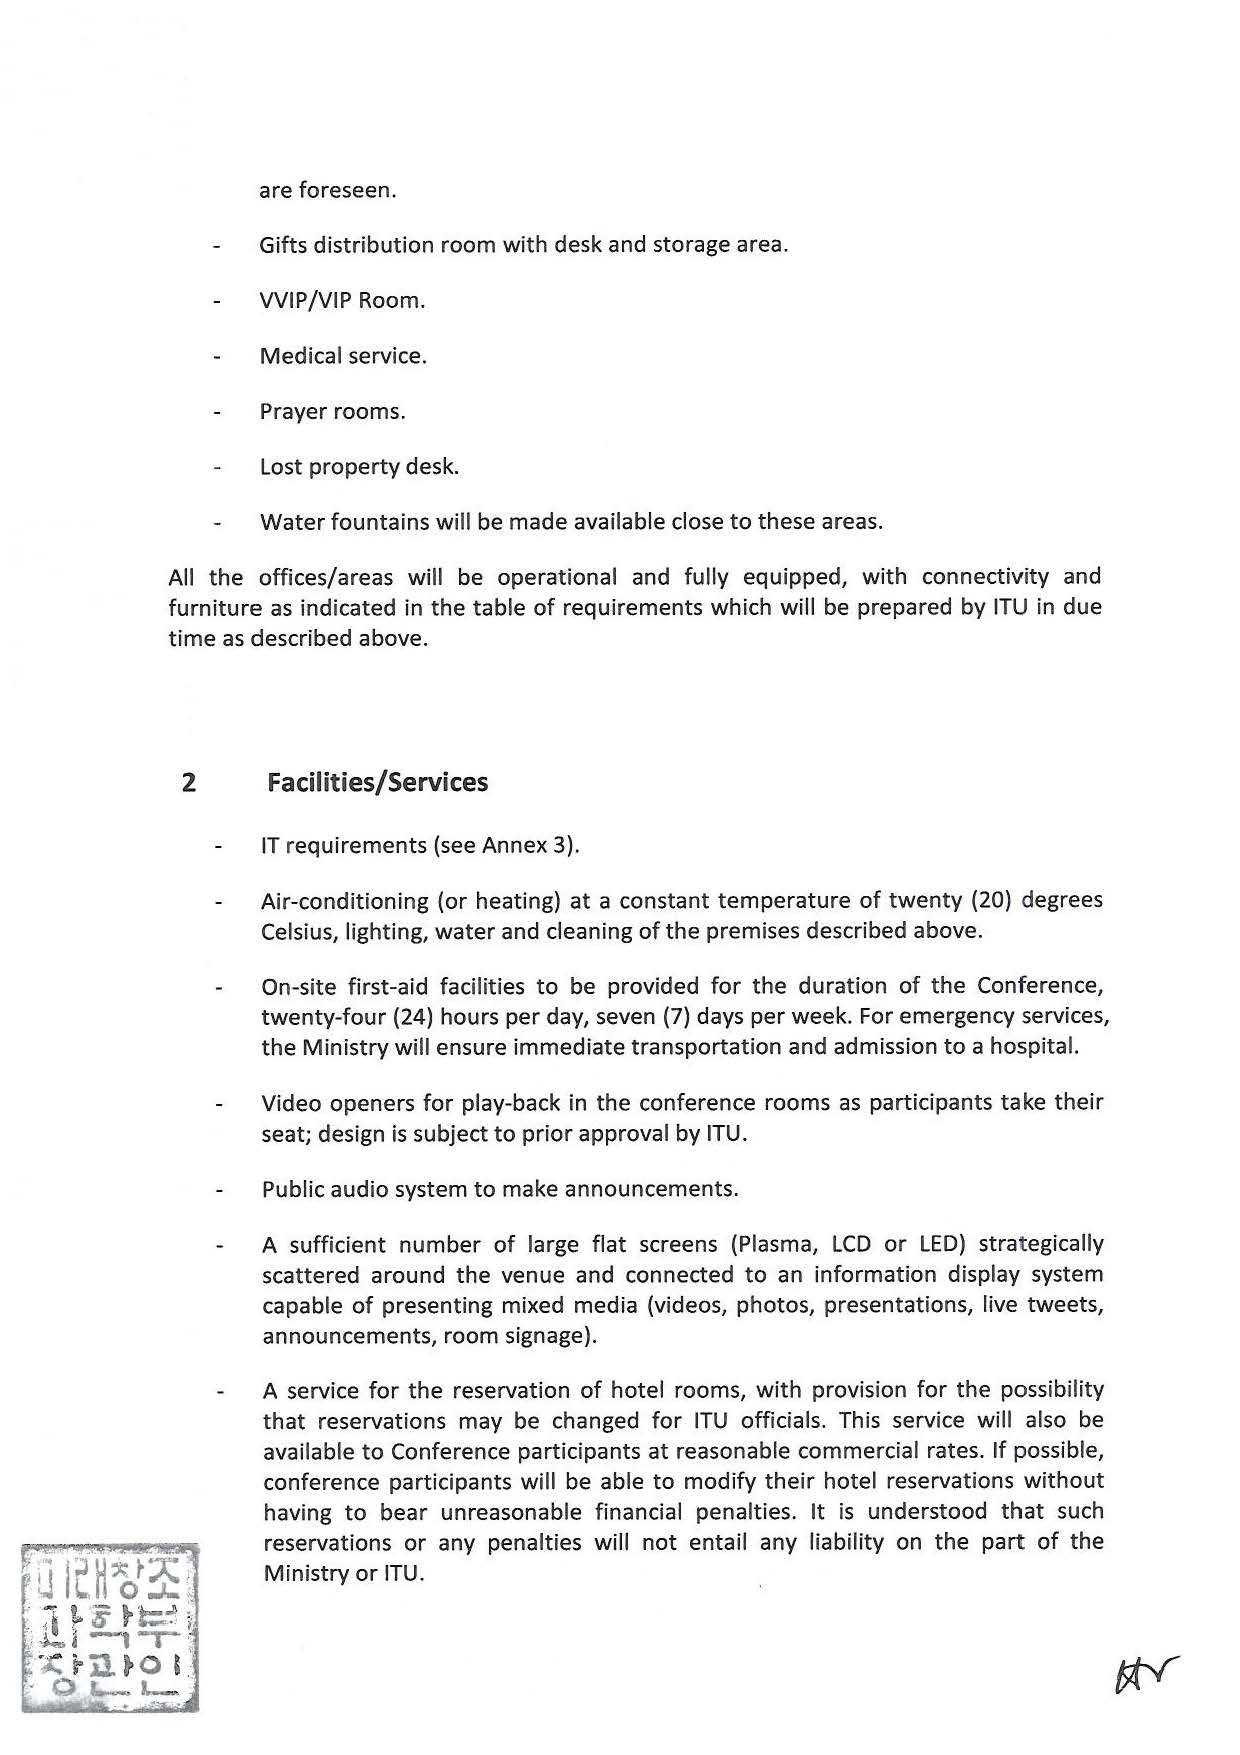 are foreseen.
- Gifts distribution room with desk and storage area.
- VVIP/VIP Room.
- Medical service.
- Prayer rooms.
- Lost property desk.
- Water fountains will be made available close to these areas.
All the offices/areas will be operational and fully equipped, with connectivity and
furniture as indicated in the table of requirements which will be prepared by ITU in due
time as described above.
2 Facilities/Services
- IT requirements (see Annex 3).
- Air-conditioning (or heating) at a constant temperature of twenty (20) degrees
Celsius, lighting, water and cleaning of the premises described above.
- On-site first-aid facilities to be provided for the duration of the Conference,
twenty-four (24) hours per day, seven (7) days per week. For emergency services,
the Ministry will ensure immediate transportation and admission to a hospital.
- Video openers for play-back in the conference rooms as participants take their
seat; design is subject to prior approval by ITU.
- Public audio system to make announcements.
- A sufficient number of large flat screens (Plasma, LCD or LED) strategically
scattered around the venue and connected to an information display system
capable of presenting mixed media (videos, photos, presentations, live tweets,
announcements, room signage).
- A service for the reservation of hotel rooms, with provision for the possibility
that reservations may be changed for ITU officials. This service will also be
available to Conference participants at reasonable commercial rates. If possible,
conference participants will be able to modify their hotel reservations without
having to bear unreasonable financial penalties. It is understood that such
reservations or any penalties will not entail any liability on the part of the
Ministry or ITU.
미래창조
과학부
장관인